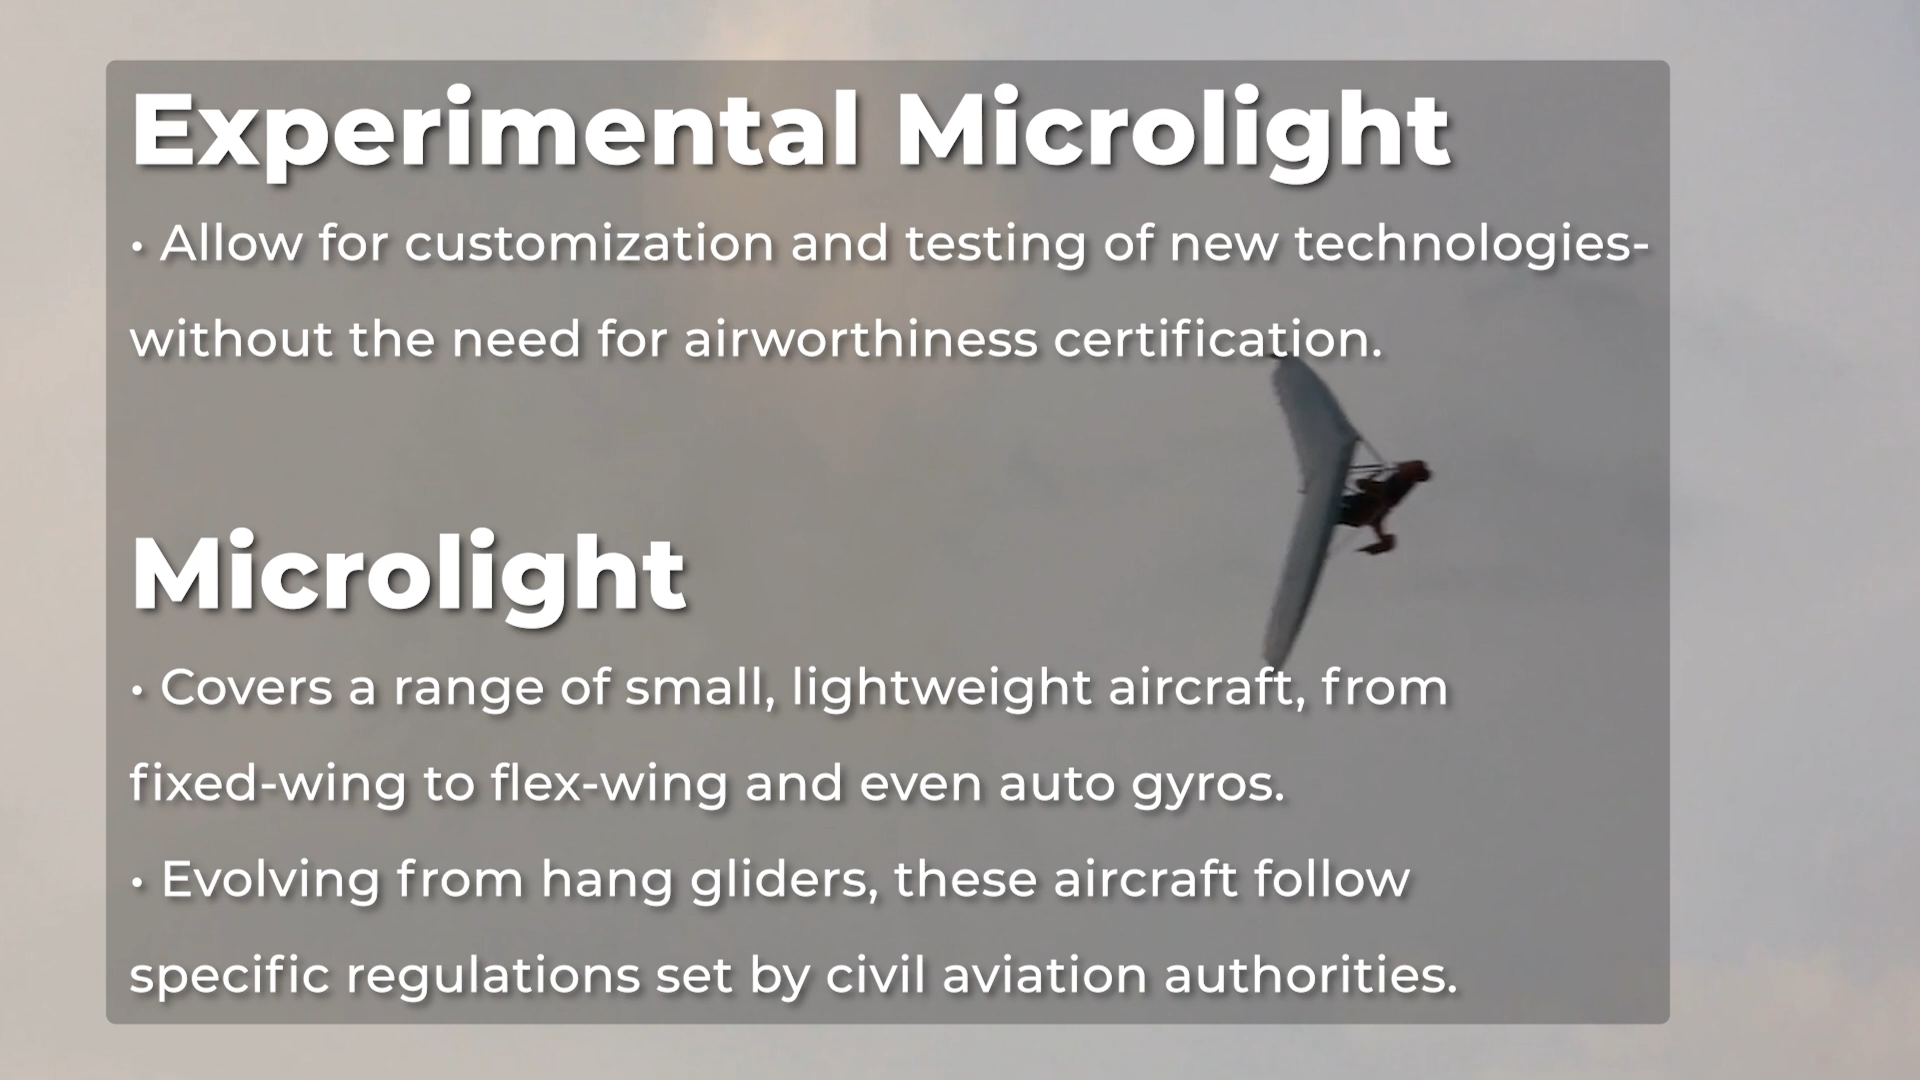 Experimental Microlight
• Allow for customization and testing of new technologies-
without the need for airworthiness certification.
Microlight
• Covers a range of small, lightweight aircraft, from
fixed-wing to flex-wing and even auto gyros.
• Evolving from hang gliders, these aircraft follow
specific regulations set by civil aviation authorities.